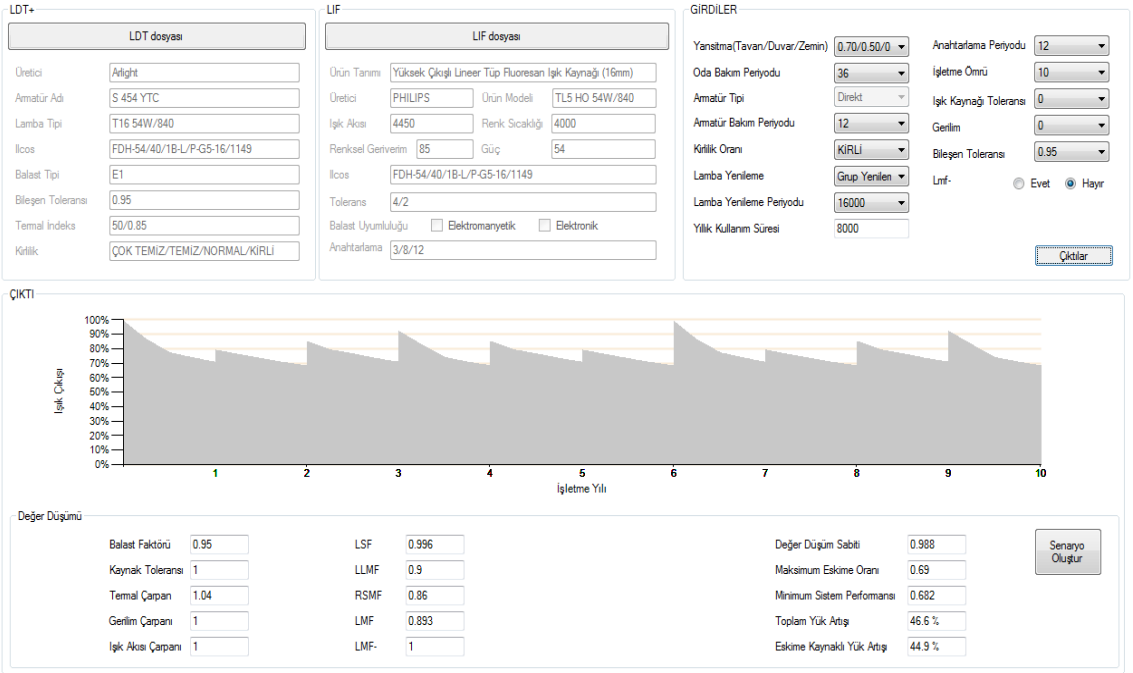 LDT+
LDT dosyası
Üretici Arlight
Armatür Adı S 454 YTC
Lamba Tipi T16 54W/840
Ilcos FDH-54/40/1B-L/P-G5-16/1149
Balast Tipi E1
Bileşen Toleransı 0.95
Termal İndeks 50/0.85
Kirlilik ÇOK TEMİZ/TEMİZ/NORMAL/KİRLİ
LIF
LIF dosyası
Ürün Tanımı Yüksek Çıkışlı Lineer Tüp Fluoresan Işık Kaynağı (16mm)
Üretici PHILIPS Ürün Modeli TL5 HO 54W/840
Işık Akısı 4450 Renk Sıcaklığı 4000
Renksel Geriverim 85 Güç 54
Ilcos FDH-54/40/1B-L/P-G5-16/1149
Tolerans 4/2
Balast Uyumluluğu Elektromanyetik Elektronik
Anahtarlama 3/8/12
GİRDİLER
Yansıtma(Tavan/Duvar/Zemin) 0.70/0.50/0
Oda Bakım Periyodu 36
Armatür Tipi Direkt
Armatür Bakım Periyodu 12
Kirlilik Oranı KİRLİ
Lamba Yenileme Grup Yenilen
Lamba Yenileme Periyodu 16000
Yıllık Kullanım Süresi 8000
Anahtarlama Periyodu 12
İşletme Ömrü 10
Işık Kaynağı Toleransı 0
Gerilim 0
Bileşen Toleransı 0.95
Lmf- Evet Hayır
Çıktılar
ÇIKTI
100%
90%
80%
70%
60%
50%
40%
30%
20%
10%
0%
Işık Çıkışı
1 2 3 4 5 6 7 8 9 10
İşletme Yılı
Değer Düşümü
Balast Faktörü 0.95
Kaynak Toleransı 1
Termal Çarpan 1.04
Gerilim Çarpanı 1
Işık Akısı Çarpanı 1
LSF 0.996
LLMF 0.9
RSMF 0.86
LMF 0.893
LMF- 1
Değer Düşüm Sabiti 0.988
Maksimum Eskime Oranı 0.69
Minimum Sistem Performansı 0.682
Toplam Yük Artışı 46.6 %
Eskime Kaynaklı Yük Artışı 44.9 %
Senaryo
Oluştur